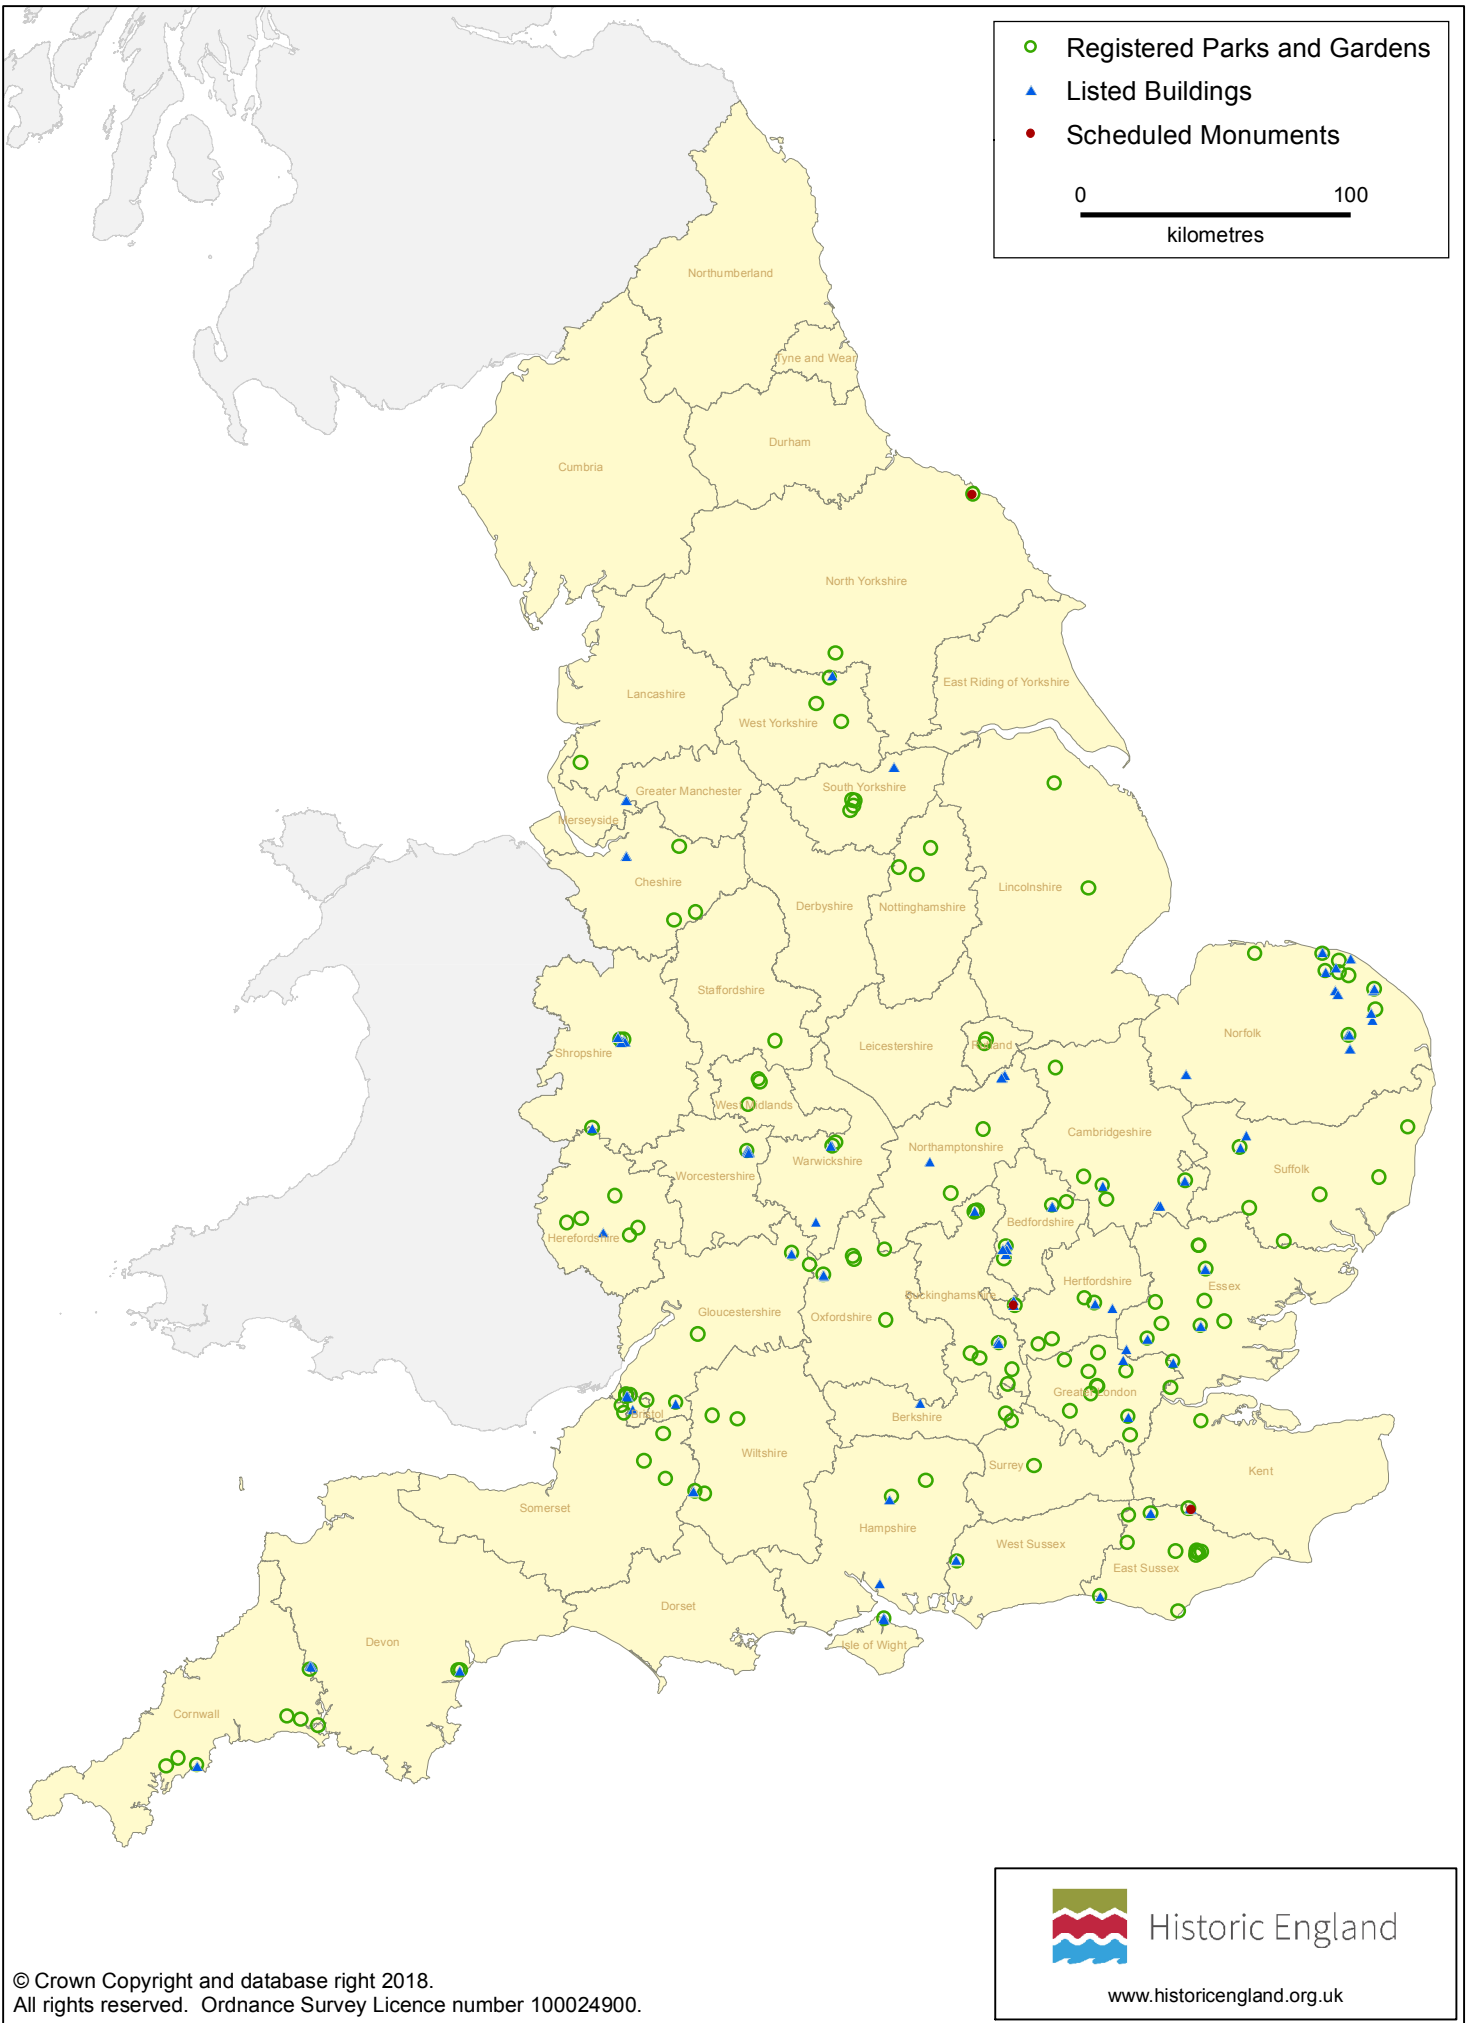 Registered Parks and Gardens
Listed Buildings
Scheduled Monuments
0 100
kilometres
Northumberland
Tyne and Wear
Durham
Cumbria
North Yorkshire
East Riding of Yorkshire
Lancashire
West Yorkshire
Greater Manchester
South Yorkshire
Merseyside
Cheshire
Derbyshire
Nottinghamshire
Lincolnshire
Staffordshire
Norfolk
Shropshire
Leicestershire
Rutland
West Midlands
Cambridgeshire
Northamptonshire
Warwickshire
Worcestershire
Suffolk
Bedfordshire
Herefordshire
Hertfordshire
Essex
Buckinghamshire
Gloucestershire
Oxfordshire
Greater London
Bristol
Berkshire
Wiltshire
Surrey
Kent
Somerset
Hampshire
West Sussex
East Sussex
Dorset
Isle of Wight
Devon
Cornwall
Historic England
www.historicengland.org.uk
© Crown Copyright and database right 2018.
All rights reserved. Ordnance Survey Licence number 100024900.